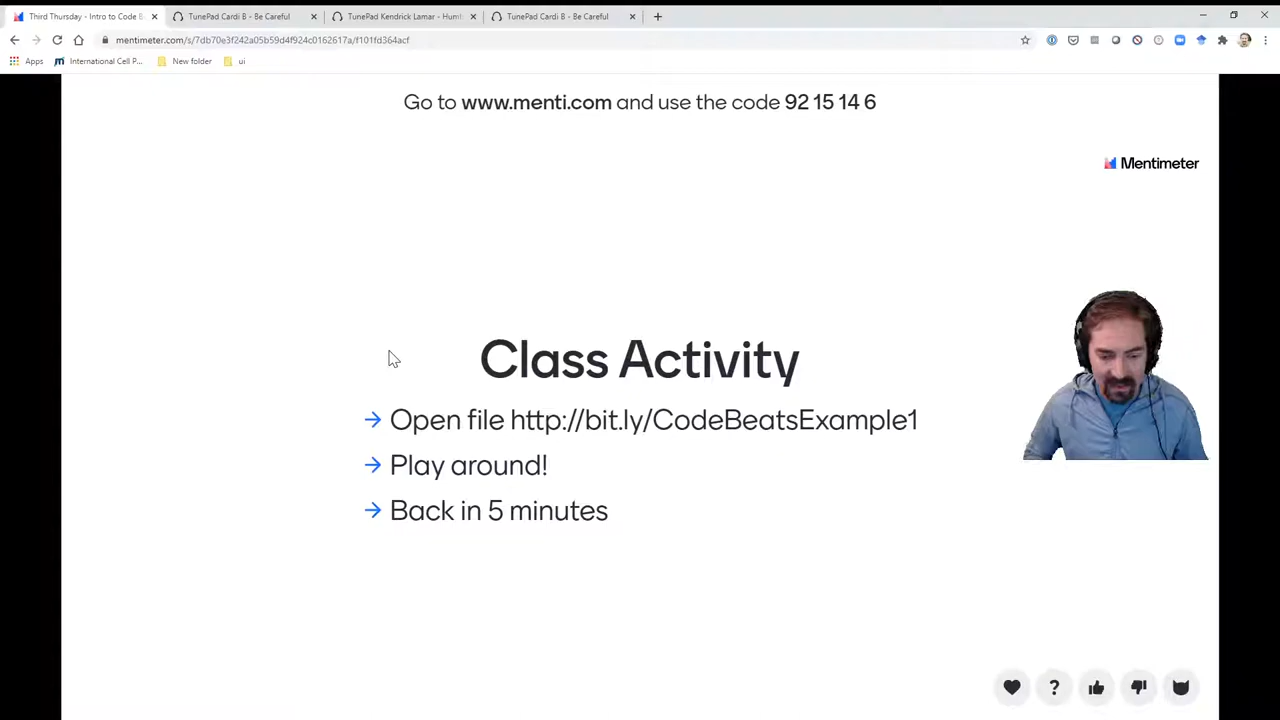 Third Thursday - Intro to Code B
TunePad Cardi B - Be Careful
TunePad Kendrick Lamar - Humb
TunePad Cardi B - Be Careful
mentimeter.com/s/7db70e3f242a05b59d4f924c0162617a/f101fd364acf
Apps
International Cell P...
New folder
ui
Go to www.menti.com and use the code 92 15 14 6
Mentimeter
Class Activity
→ Open file http://bit.ly/CodeBeatsExample1
→ Play around!
→ Back in 5 minutes
?